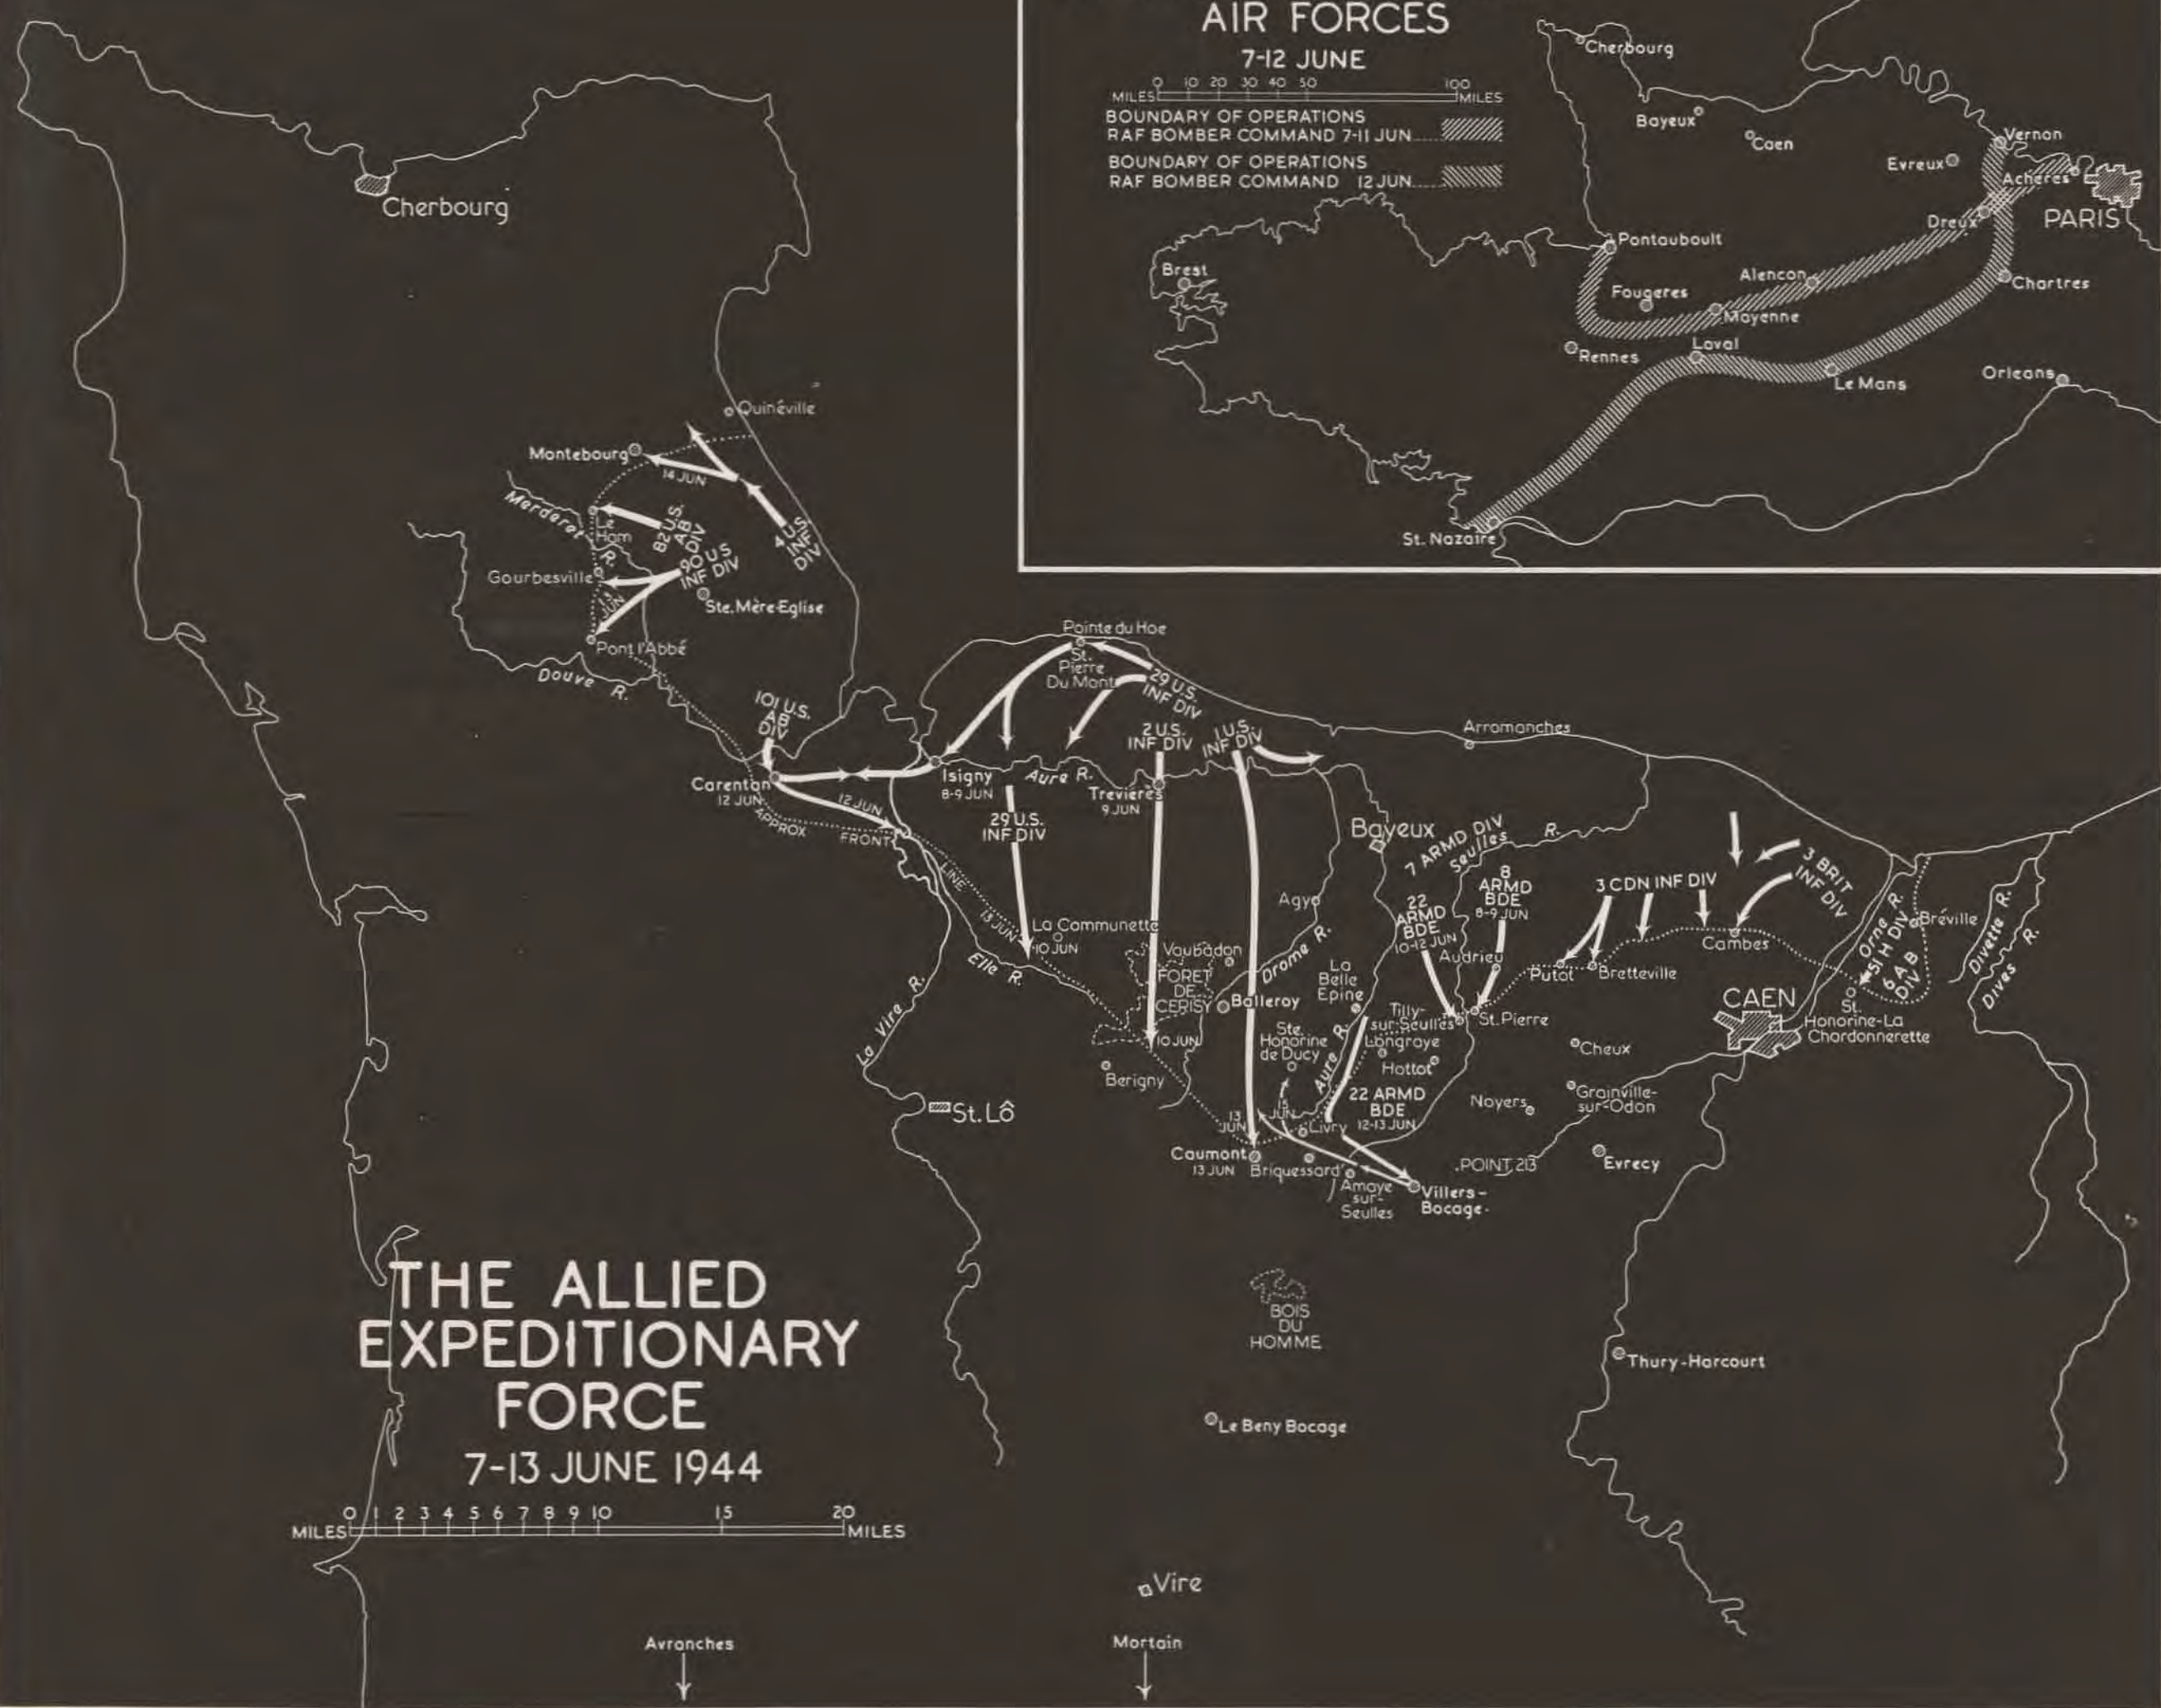 AIR FORCES
7-12 JUNE
0 10 20 30 40 50 100
MILES MILES
BOUNDARY OF OPERATIONS
RAF BOMBER COMMAND 7-11 JUN
BOUNDARY OF OPERATIONS
RAF BOMBER COMMAND 12 JUN
Cherbourg
Bayeux
Caen
Vernon
Evreux
Acheres
Dreux
PARIS
Pontauboult
Brest
Alencon
Chartres
Fougeres
Mayenne
Rennes
Laval
Le Mans
Orleans
St. Nazaire
Cherbourg
Quinéville
Montebourg
14 JUN
Merderet R.
Le Ham
82 U.S.
AB
DIV
4 U.S.
INF
DIV
90 U S
INF DIV
Gourbesville
13
JUN
Ste. Mère-Eglise
Pont l'Abbé
Douve R.
101 U.S.
AB
DIV
Pointe du Hoe
St.
Pierre
Du Mont
29 U.S.
INF DIV
2 U.S.
INF DIV
1 U.S.
INF DIV
Arromanches
Carentan
12 JUN
12 JUN
APPROX FRONT LINE 13 JUN
Isigny
8-9 JUN
Aure R.
Trevières
9 JUN
29 U.S.
INF DIV
Bayeux
7 ARMD DIV
Seulles R.
8
ARMD
BDE
8-9 JUN
22
ARMD
BDE
10-12 JUN
3 CDN INF DIV
3 BRIT
INF DIV
Agy
La Communette
10 JUN
Vaubadon
Drome R.
Audrieu
Putot
Bretteville
Cambes
Orne R.
51 H DIV
6 A B
DIV
Bréville
Divette R.
Dives R.
Elle R.
FORET
DE
CERISY
Balleroy
La
Belle
Epine
Tilly-
sur-Seulles
St. Pierre
CAEN
St.
Honorine-La
Chardonnerette
La Vire R.
10 JUN
Ste.
Honorine
de Ducy
Aure R.
Longraye
Hottot
Cheux
Berigny
22 ARMD
BDE
12-13 JUN
Noyers
Grainville-
sur-Odon
St. Lô
13
JUN
15
JUN
Livry
Caumont
13 JUN
Briquessard
Amaye
sur-
Seulles
Villers-
Bocage
POINT 213
Evrecy
BOIS
DU
HOMME
Thury-Harcourt
Le Beny Bocage
THE ALLIED
EXPEDITIONARY
FORCE
7-13 JUNE 1944
0 1 2 3 4 5 6 7 8 9 10 15 20
MILES MILES
Vire
Avranches
Mortain